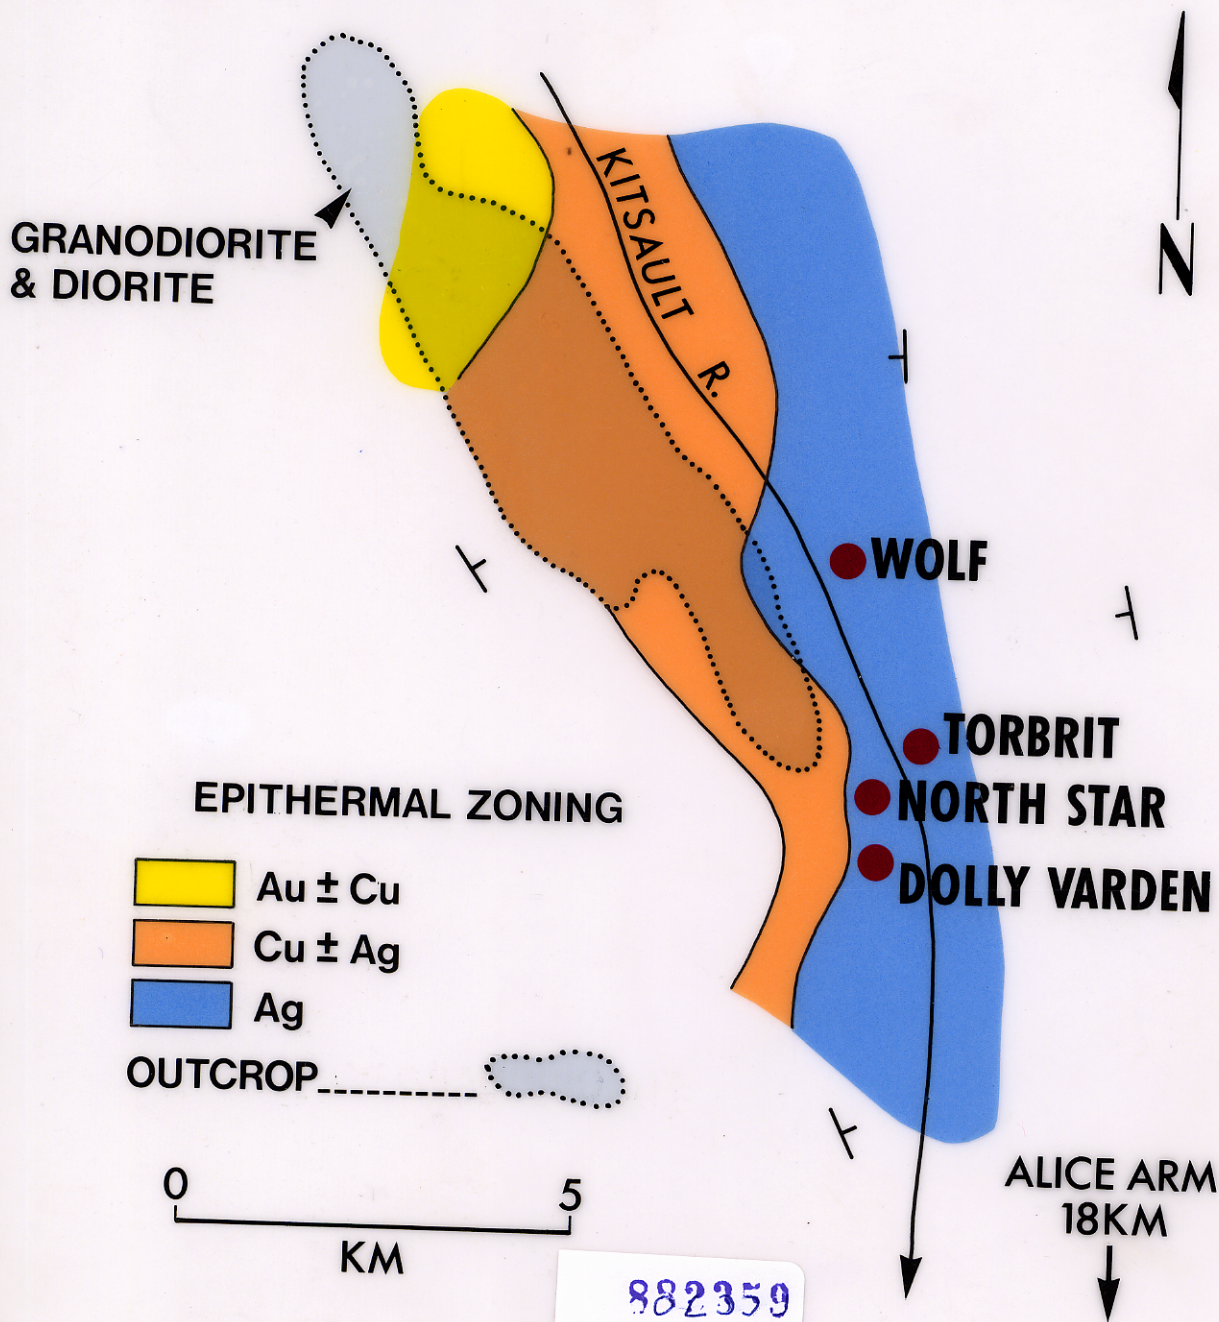 N
KITSAULT R.
GRANODIORITE
& DIORITE
WOLF
TORBRIT
NORTH STAR
DOLLY VARDEN
EPITHERMAL ZONING
Au ± Cu
Cu ± Ag
Ag
OUTCROP
0 5
KM
ALICE ARM
18KM
882359